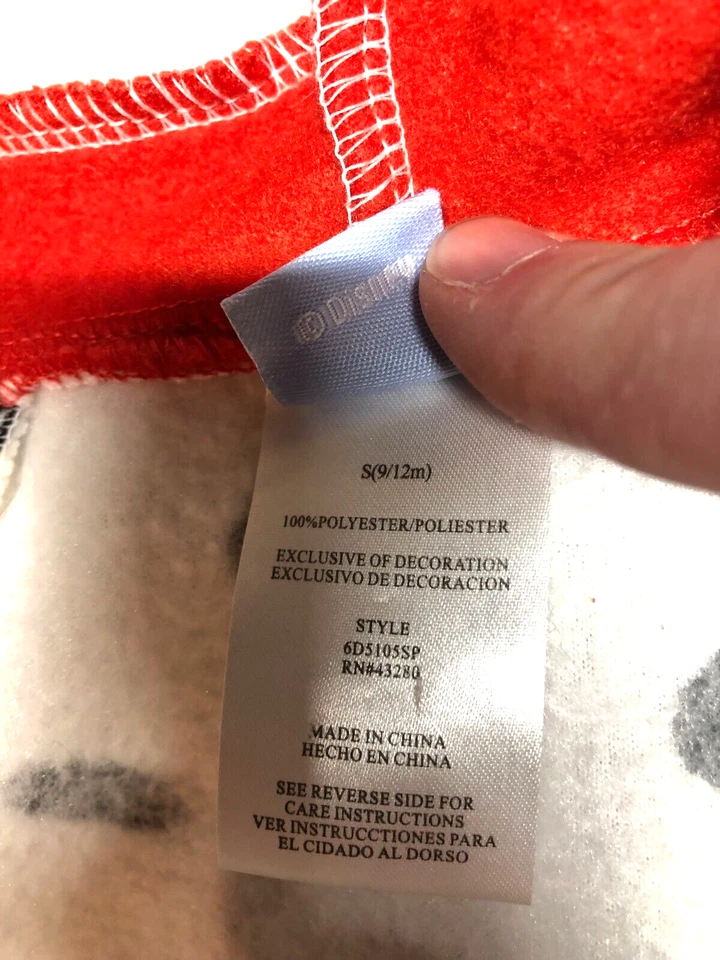 © Disney
S(9/12m)
100%POLYESTER/POLIESTER
EXCLUSIVE OF DECORATION
EXCLUSIVO DE DECORACION
STYLE
6D5105SP
RN#43280
MADE IN CHINA
HECHO EN CHINA
SEE REVERSE SIDE FOR
CARE INSTRUCTIONS
VER INSTRUCCTIONES PARA
EL CIDADO AL DORSO